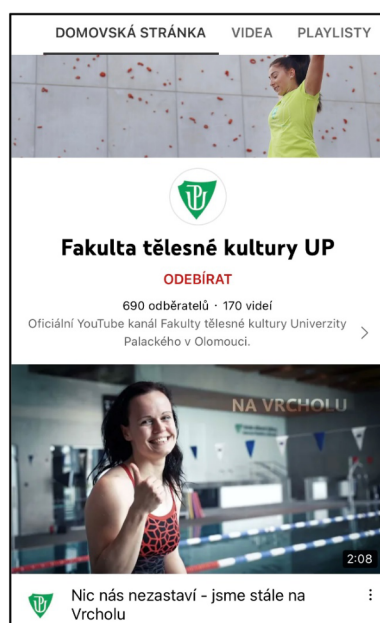 DOMOVSKÁ STRÁNKA VIDEA PLAYLISTY
Fakulta tělesné kultury UP
ODEBÍRAT
690 odběratelů · 170 videí
Oficiální YouTube kanál Fakulty tělesné kultury Univerzity
Palackého v Olomouci.
NA VRCHOLU
2:08
Nic nás nezastaví - jsme stále na
Vrcholu